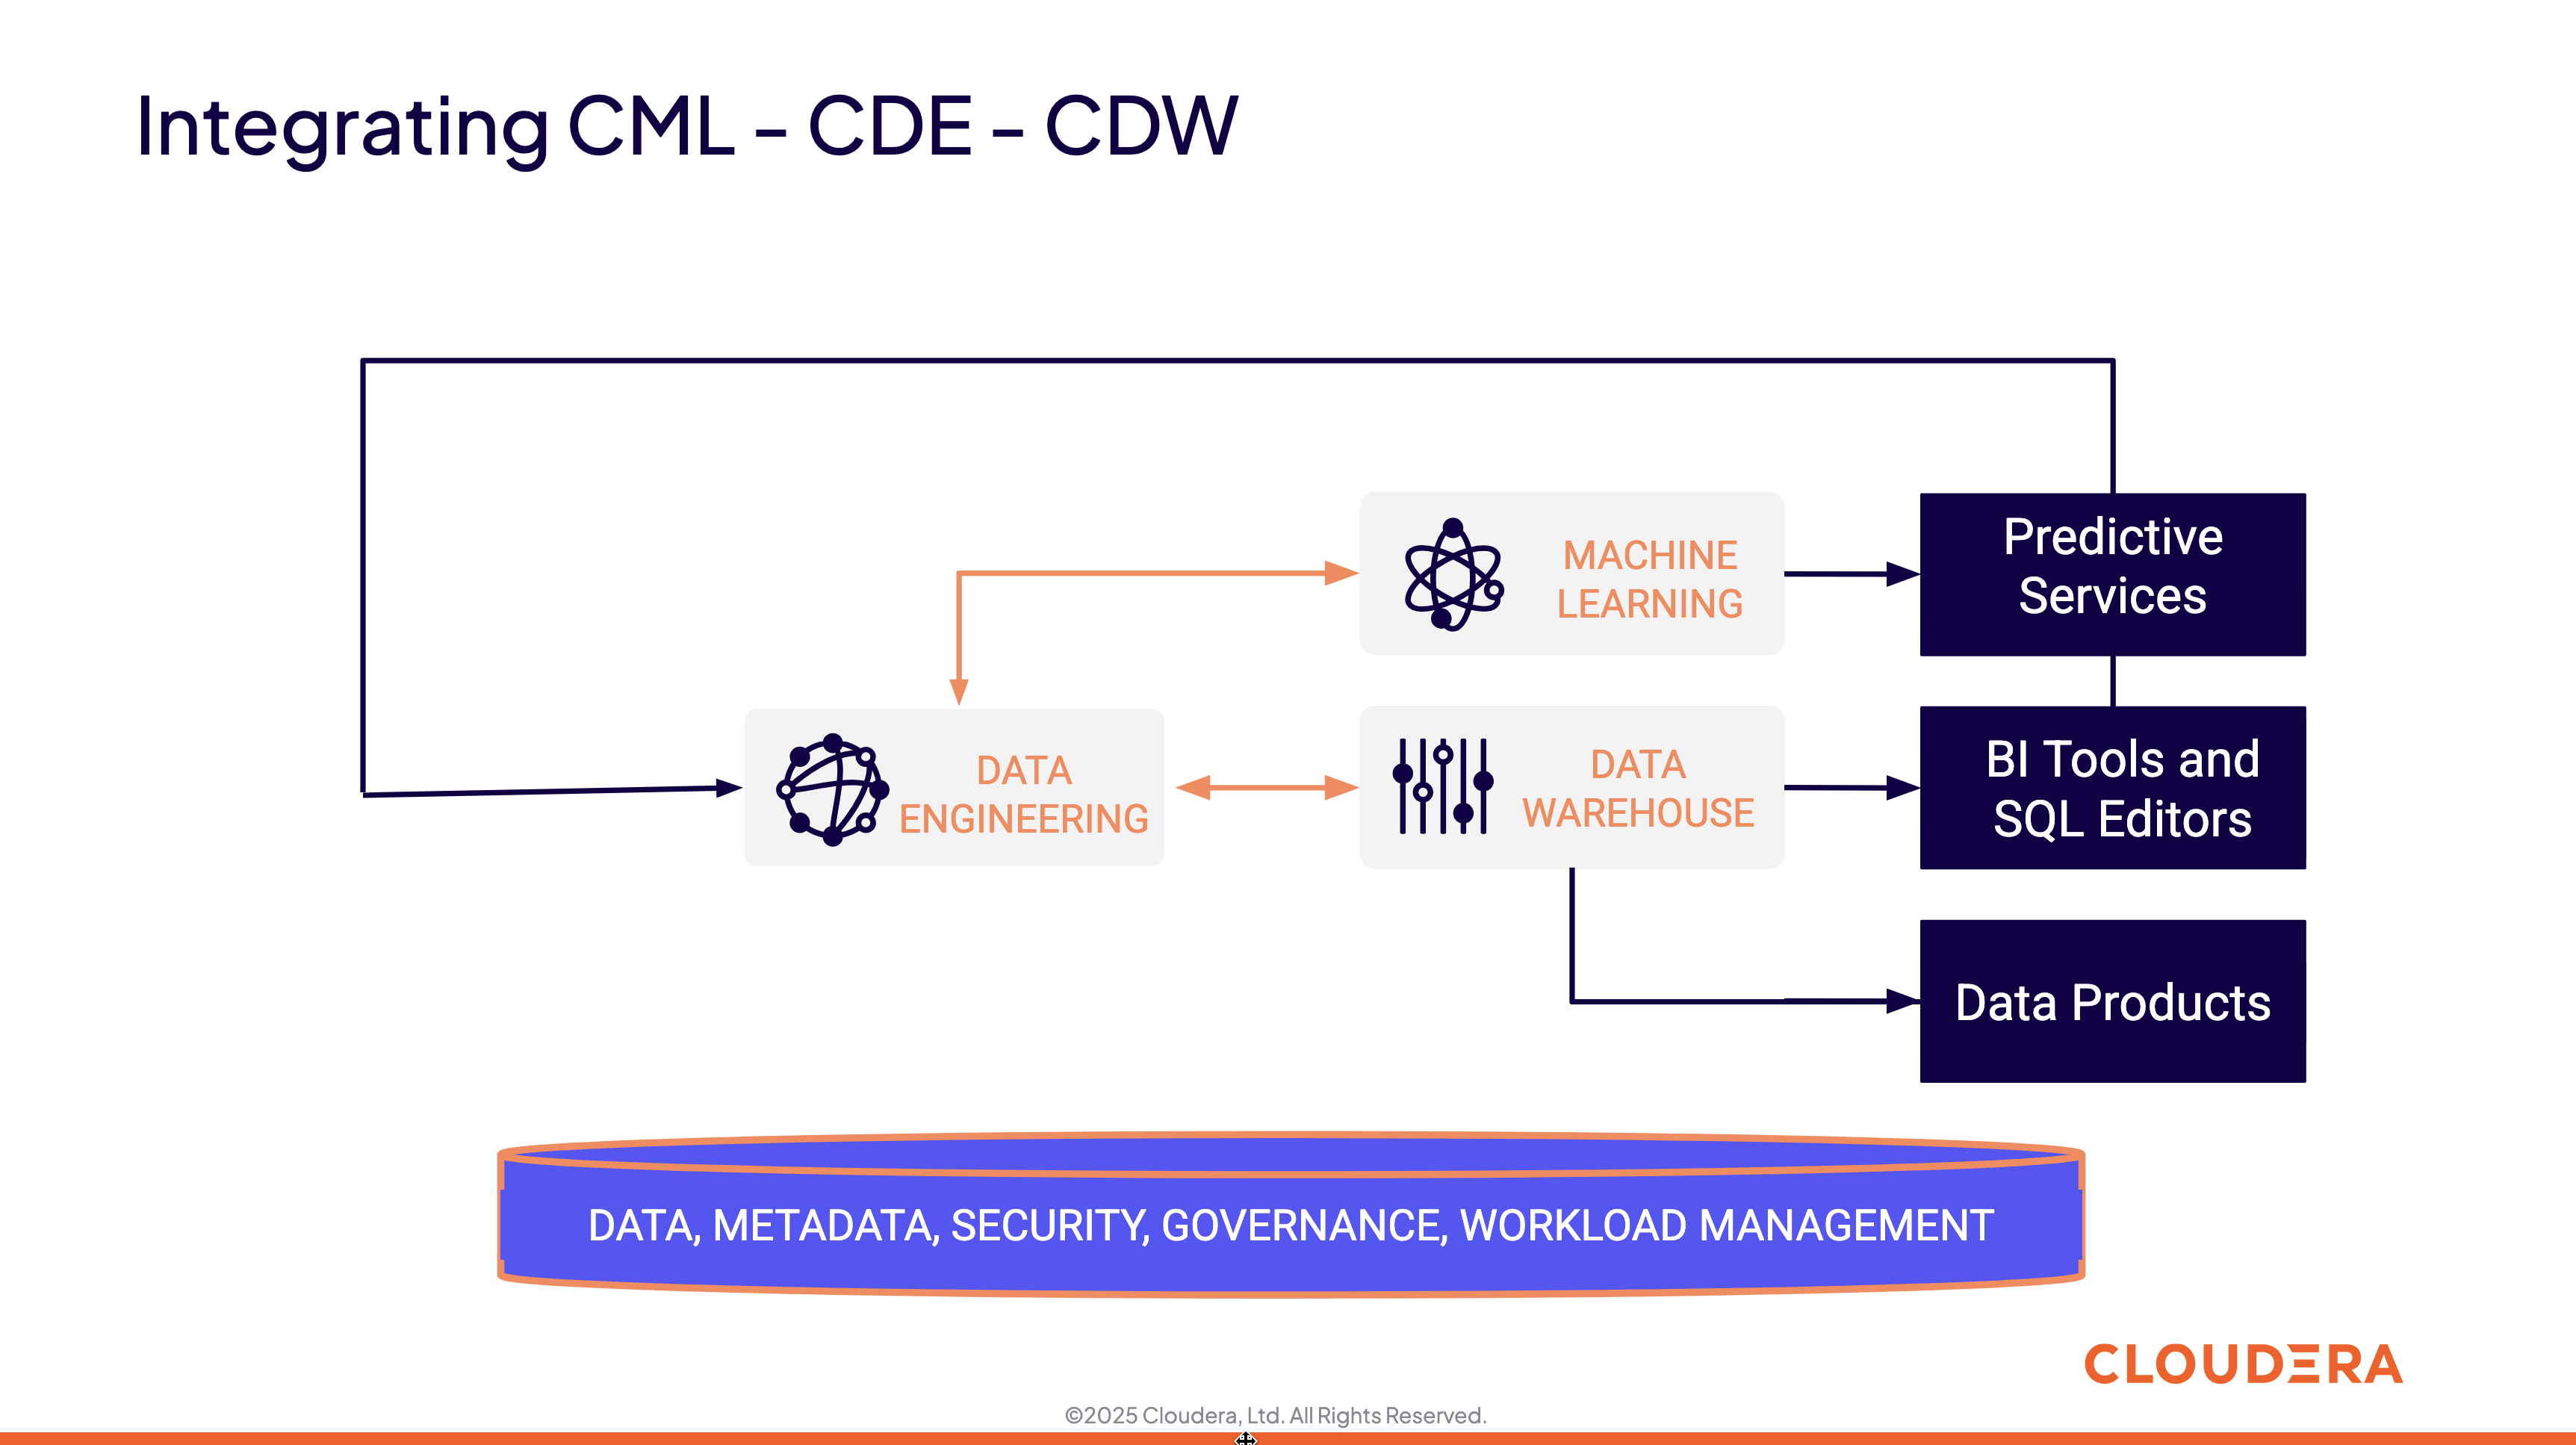 Integrating CML - CDE - CDW
MACHINE
LEARNING
Predictive
Services
DATA
ENGINEERING
DATA
WAREHOUSE
BI Tools and
SQL Editors
Data Products
DATA, METADATA, SECURITY, GOVERNANCE, WORKLOAD MANAGEMENT
CLOUDERA
©2025 Cloudera, Ltd. All Rights Reserved.